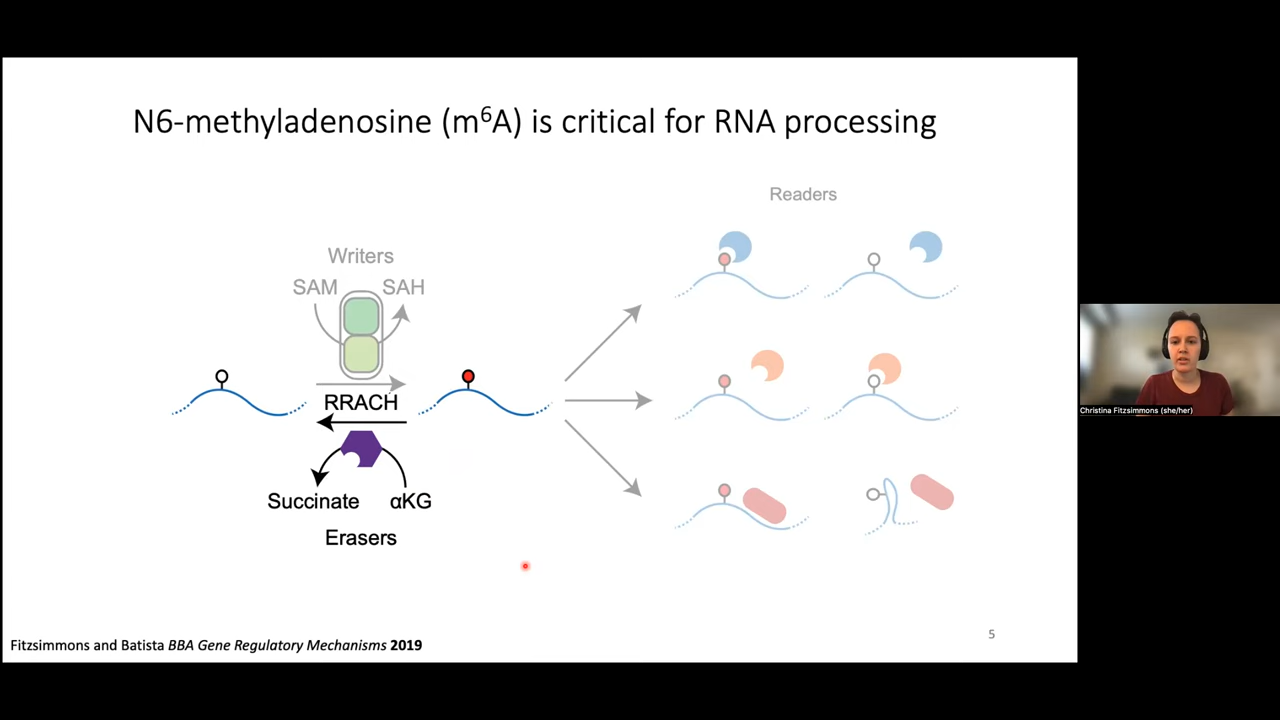 N6-methyladenosine (m⁶A) is critical for RNA processing
Readers
Writers
SAM SAH
RRACH
Succinate αKG
Erasers
Christina Fitzsimmons (she/her)
5
Fitzsimmons and Batista BBA Gene Regulatory Mechanisms 2019